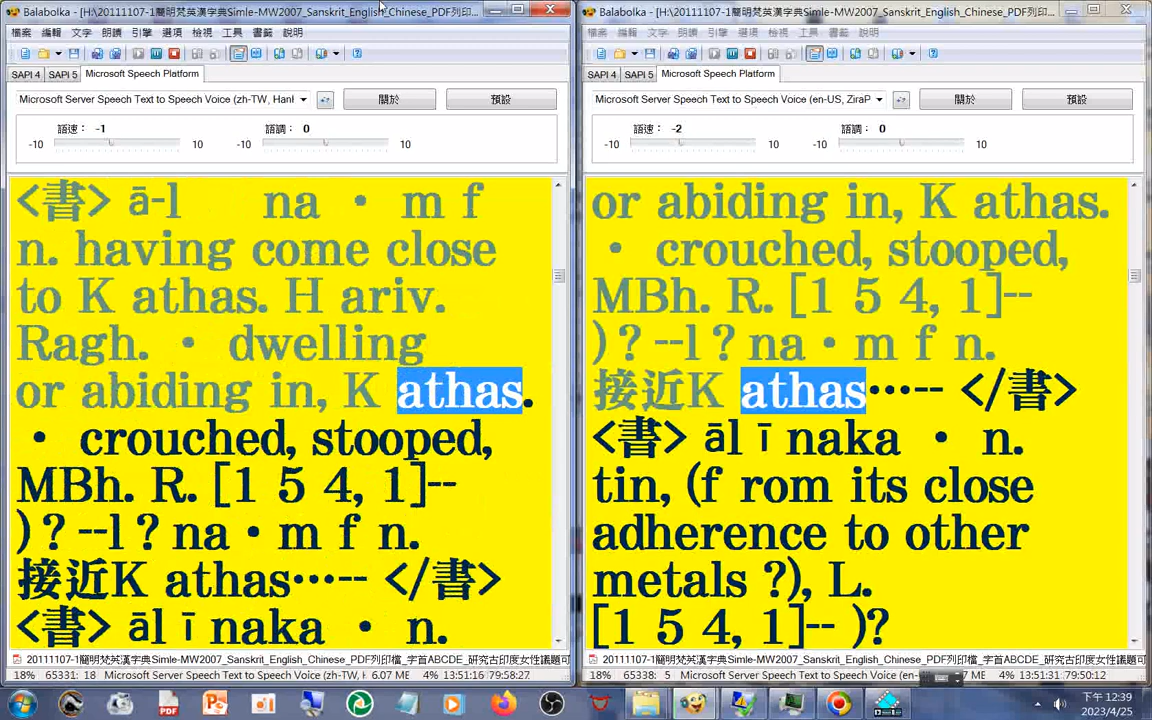 Balabolka - [H:\20111107-1簡明梵英漢字典Simle-MW2007_Sanskrit_English_Chinese_PDF列印...
檔案 編輯 文字 朗讀 引擎 選項 檢視 工具 書籤 說明
SAPI 4 SAPI 5 Microsoft Speech Platform
Microsoft Server Speech Text to Speech Voice (zh-TW, HanH
關於 預設
語速: -1 語調: 0
-10 10 -10 10
<書> ā-l na • m f
n. having come close
to K athas. H ariv.
Ragh. • dwelling
or abiding in, K athas.
• crouched, stooped,
MBh. R. [1 5 4, 1]--
)? --l?na•m f n.
接近K athas…-- </書>
<書> āl ī naka • n.
20111107-1簡明梵英漢字典Simle-MW2007_Sanskrit_English_Chinese_PDF列印檔_字首ABCDE_研究古印度女性議題可
18% 65331: 18 Microsoft Server Speech Text to Speech Voice (zh-TW, H 6.07 ME 4% 13:51:16 79:58:27
Balabolka - [H:\20111107-1簡明梵英漢字典Simle-MW2007_Sanskrit_English_Chinese_PDF列印...
檔案 編輯 文字 朗讀 引擎 選項 檢視 工具 書籤 說明
SAPI 4 SAPI 5 Microsoft Speech Platform
Microsoft Server Speech Text to Speech Voice (en-US, ZiraP
關於 預設
語速: -2 語調: 0
-10 10 -10 10
or abiding in, K athas.
• crouched, stooped,
MBh. R. [1 5 4, 1]--
)? --l?na•m f n.
接近K athas…-- </書>
<書> āl ī naka • n.
tin, (f rom its close
adherence to other
metals ?), L.
[1 5 4, 1]-- )?
20111107-1簡明梵英漢字典Simle-MW2007_Sanskrit_English_Chinese_PDF列印檔_字首ABCDE_研究古印度女性議題可
18% 65338: 5 Microsoft Server Speech Text to Speech Voice (en-US, MI 4% 13:51:31 79:50:12
下午 12:39
2023/4/25